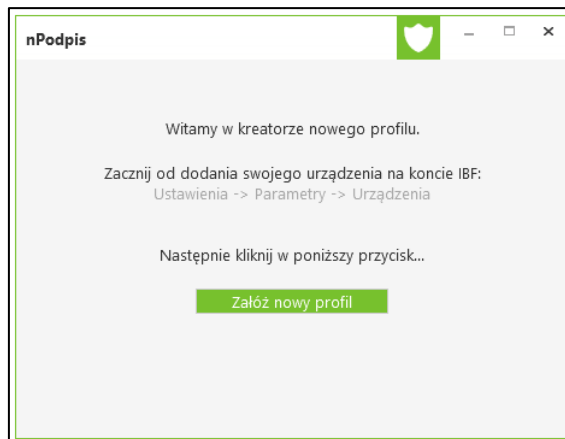 nPodpis
Witamy w kreatorze nowego profilu.
Zacznij od dodania swojego urządzenia na koncie IBF:
Ustawienia -> Parametry -> Urządzenia
Następnie kliknij w poniższy przycisk...
Załóż nowy profil